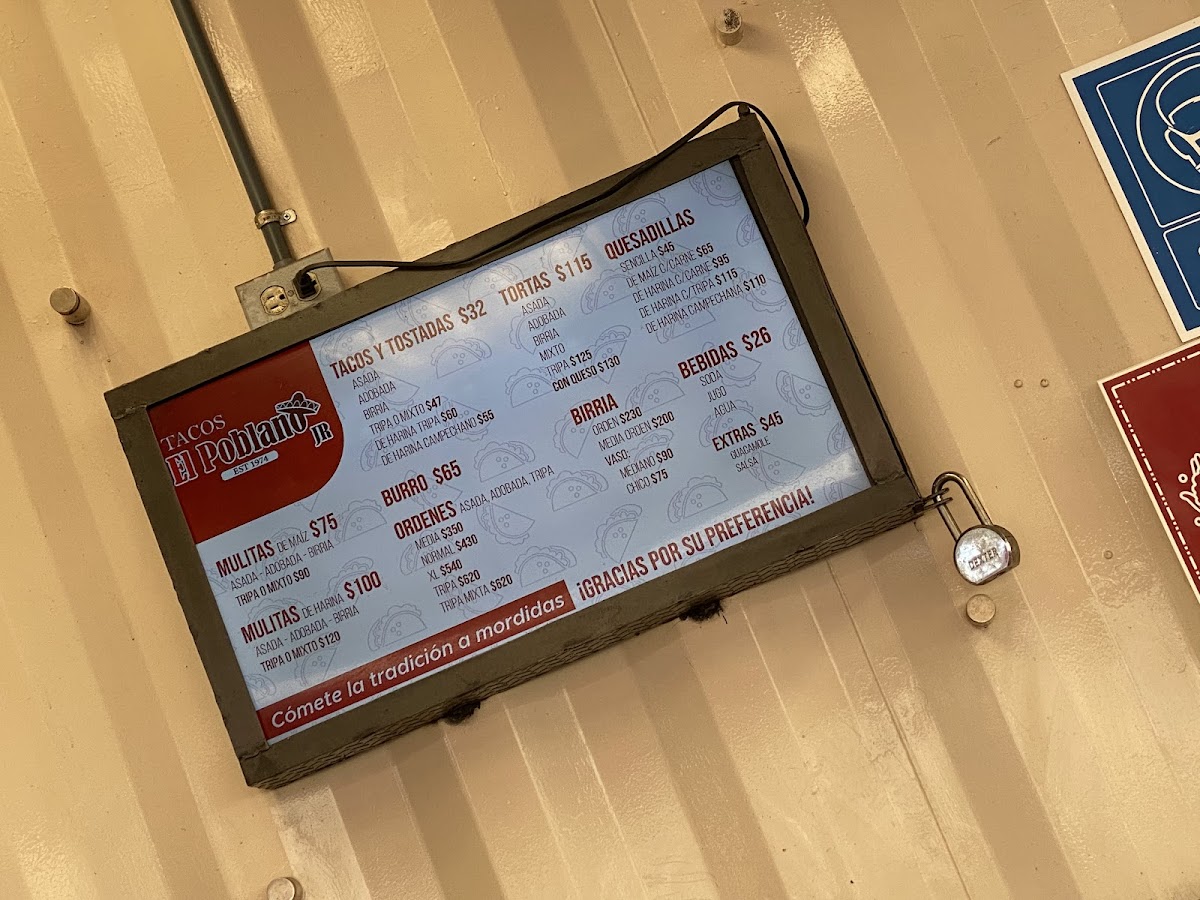 TACOS
El Poblano
JR
EST 1974
MULITAS DE MAÍZ $75
ASADA - ADOBADA - BIRRIA
TRIPA O MIXTO $90
MULITAS DE HARINA $100
ASADA - ADOBADA - BIRRIA
TRIPA O MIXTO $120
TACOS Y TOSTADAS $32
ASADA
ADOBADA
BIRRIA
TRIPA O MIXTO $47
DE HARINA TRIPA $60
DE HARINA CAMPECHANO $55
BURRO $65
ORDENES ASADA, ADOBADA, TRIPA
MEDIA $350
NORMAL $430
XL $540
TRIPA $620
TRIPA MIXTA $620
TORTAS $115
ASADA
ADOBADA
BIRRIA
MIXTO
TRIPA $125
CON QUESO $130
BIRRIA
ORDEN $230
MEDIA ORDEN $200
VASO:
MEDIANO $90
CHICO $75
QUESADILLAS
SENCILLA $45
DE MAÍZ C/CARNE $65
DE HARINA C/CARNE $95
DE HARINA C/TRIPA $115
DE HARINA CAMPECHANA $110
BEBIDAS $26
SODA
JUGO
AGUA
EXTRAS $45
GUACAMOLE
SALSA
Cómete la tradición a mordidas
¡GRACIAS POR SU PREFERENCIA!
DEXTER